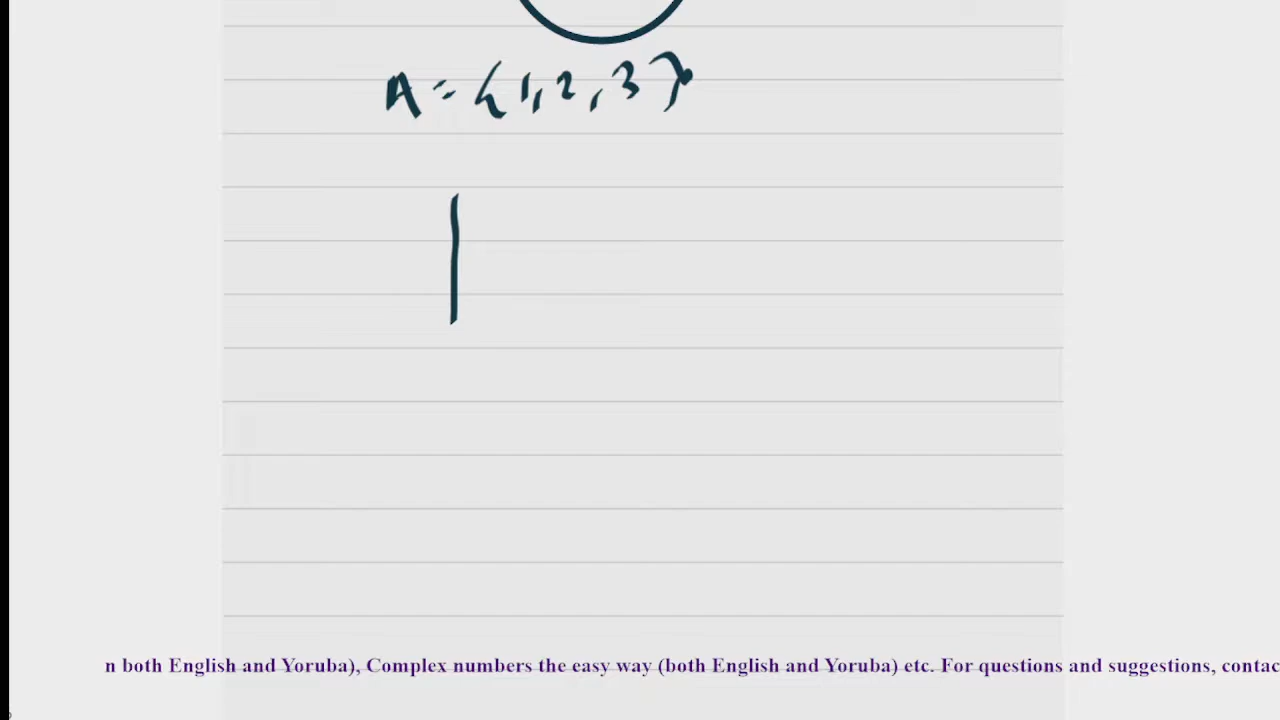 A = {1, 2, 3}
n both English and Yoruba), Complex numbers the easy way (both English and Yoruba) etc. For questions and suggestions, contac